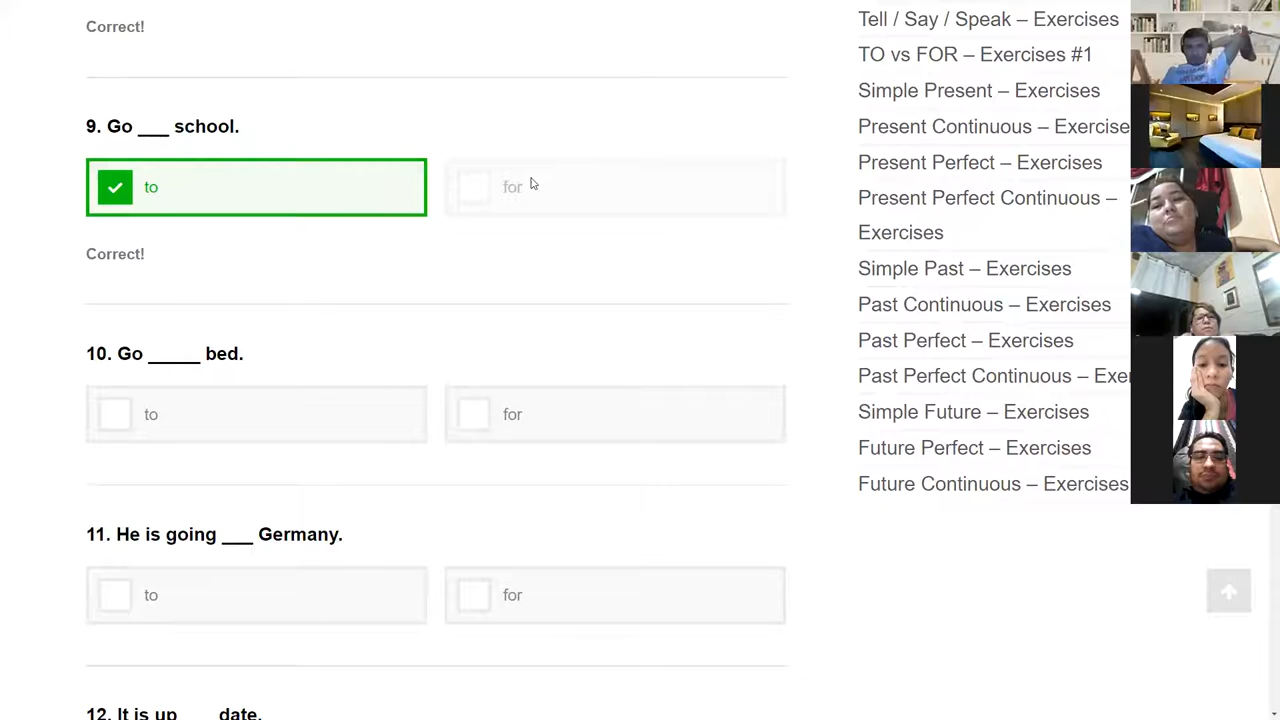 Correct!
9. Go ___ school.
to
for
Correct!
10. Go _____ bed.
to
for
11. He is going ___ Germany.
to
for
12. It is up ___ date.
Tell / Say / Speak – Exercises
TO vs FOR – Exercises #1
Simple Present – Exercises
Present Continuous – Exercise
Present Perfect – Exercises
Present Perfect Continuous –
Exercises
Simple Past – Exercises
Past Continuous – Exercises
Past Perfect – Exercises
Past Perfect Continuous – Exer
Simple Future – Exercises
Future Perfect – Exercises
Future Continuous – Exercises